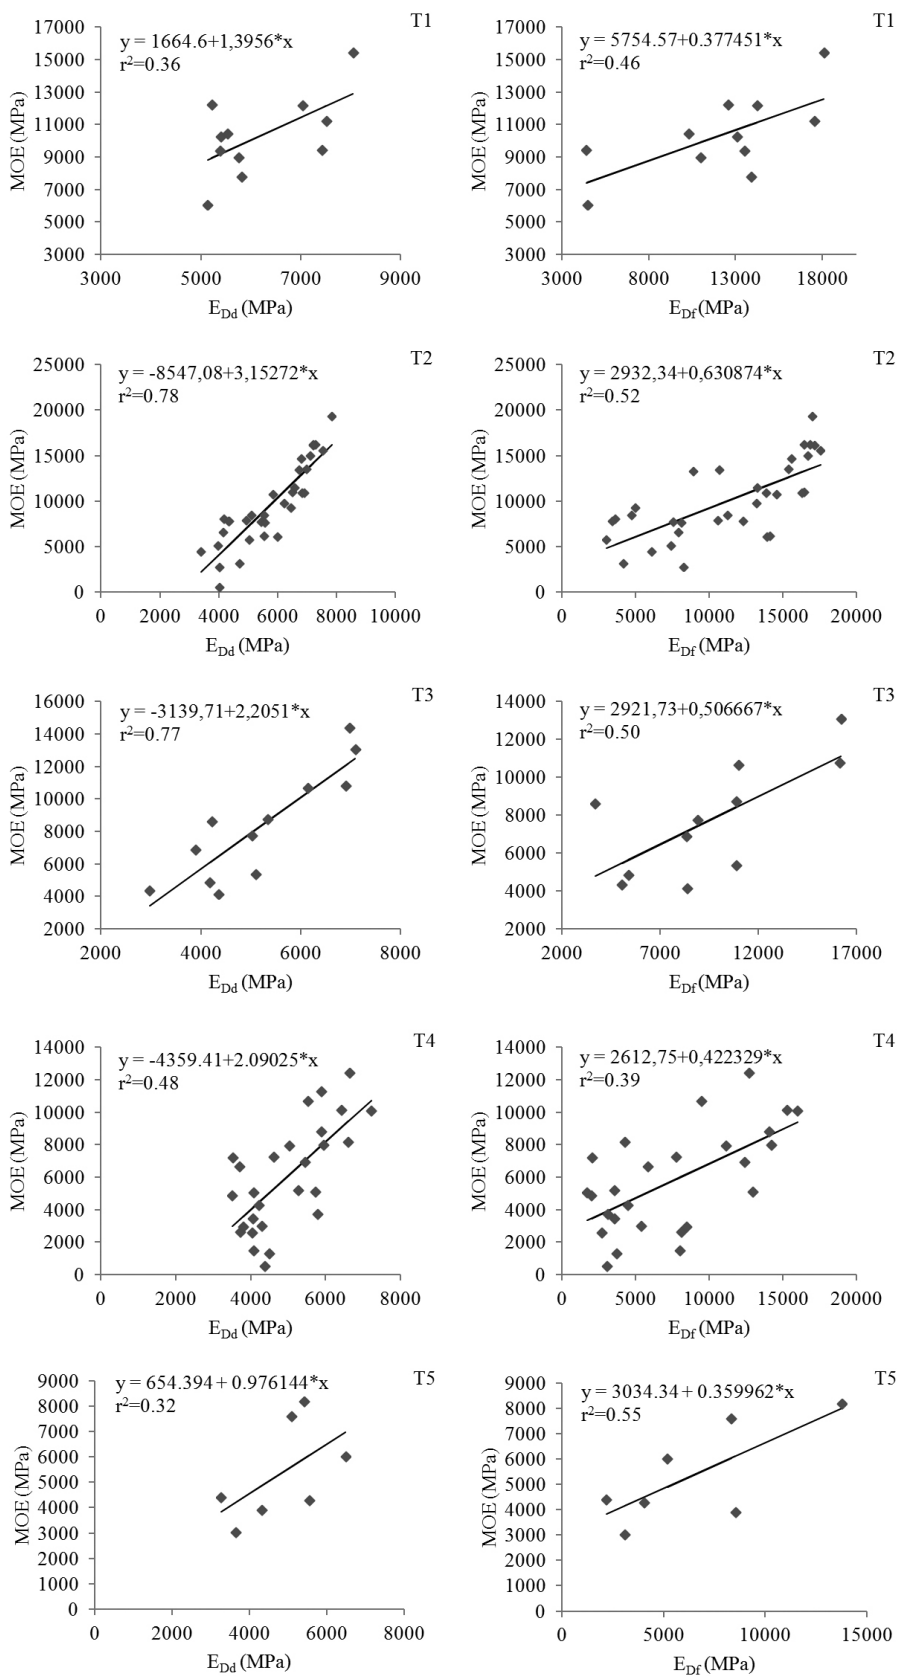 T1
y = 1664.6+1,3956*x
r²=0.36
17000
15000
13000
11000
9000
7000
5000
3000
MOE (MPa)
3000 5000 7000 9000
E_Dd (MPa)
T1
y = 5754.57+0.377451*x
r²=0.46
17000
15000
13000
11000
9000
7000
5000
3000
MOE (MPa)
3000 8000 13000 18000
E_Df (MPa)
T2
y = -8547,08+3,15272*x
r²=0.78
25000
20000
15000
10000
5000
0
MOE (MPa)
0 2000 4000 6000 8000 10000
E_Dd (MPa)
T2
y = 2932,34+0,630874*x
r²=0.52
25000
20000
15000
10000
5000
0
MOE (MPa)
0 5000 10000 15000 20000
E_Df (MPa)
T3
y = -3139,71+2,2051*x
r²=0.77
16000
14000
12000
10000
8000
6000
4000
2000
MOE (MPa)
2000 4000 6000 8000
E_Dd (MPa)
T3
y = 2921,73+0,506667*x
r²=0.50
14000
12000
10000
8000
6000
4000
2000
MOE (MPa)
2000 7000 12000 17000
E_Df (MPa)
T4
y = -4359.41+2.09025*x
r²=0.48
14000
12000
10000
8000
6000
4000
2000
0
MOE (MPa)
0 2000 4000 6000 8000
E_Dd (MPa)
T4
y = 2612,75+0,422329*x
r²=0.39
14000
12000
10000
8000
6000
4000
2000
0
MOE (MPa)
0 5000 10000 15000 20000
E_Df (MPa)
T5
y = 654.394 + 0.976144*x
r²=0.32
9000
8000
7000
6000
5000
4000
3000
2000
1000
0
MOE (MPa)
0 2000 4000 6000 8000
E_Dd (MPa)
T5
y = 3034.34 + 0.359962*x
r²=0.55
9000
8000
7000
6000
5000
4000
3000
2000
1000
0
MOE (MPa)
0 5000 10000 15000
E_Df (MPa)